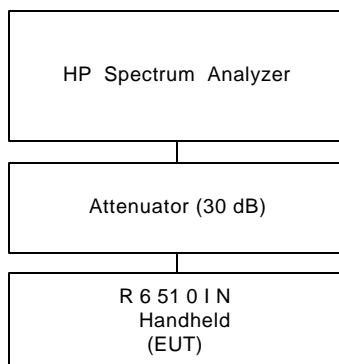 HP Spectrum Analyzer
Attenuator (30 dB)
R 6 51 0 I N
Handheld
(EUT)